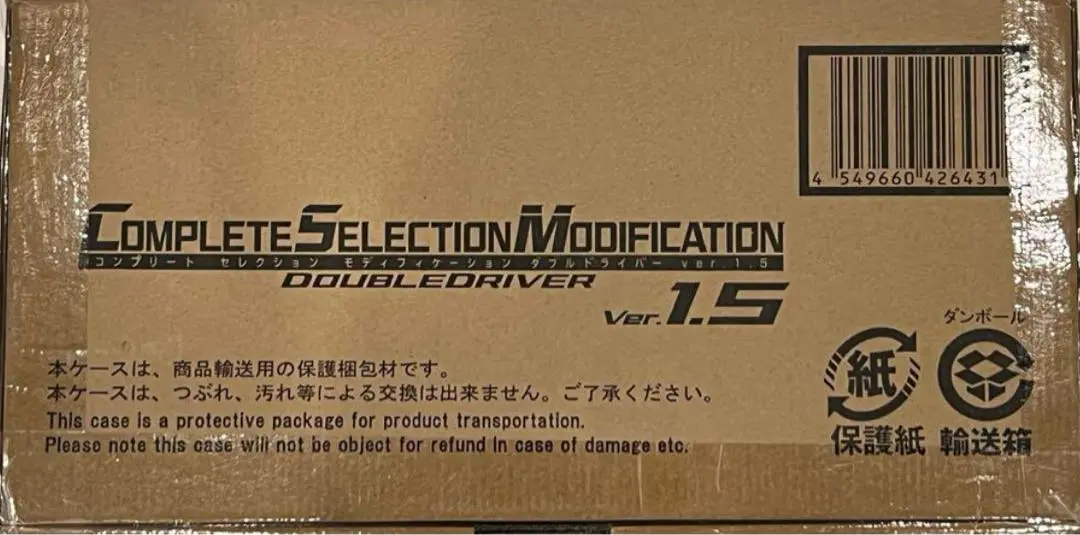 4 549660 426431
COMPLETE SELECTION MODIFICATION
コンプリート セレクション モディフィケーション ダブルドライバー ver.1.5
DOUBLEDRIVER
Ver.1.5
ダンボール
紙
本ケースは、商品輸送用の保護梱包材です。
本ケースは、つぶれ、汚れ等による交換は出来ません。ご了承ください。
This case is a protective package for product transportation.
Please note this case will not be object for refund in case of damage etc.
保護紙 輸送箱